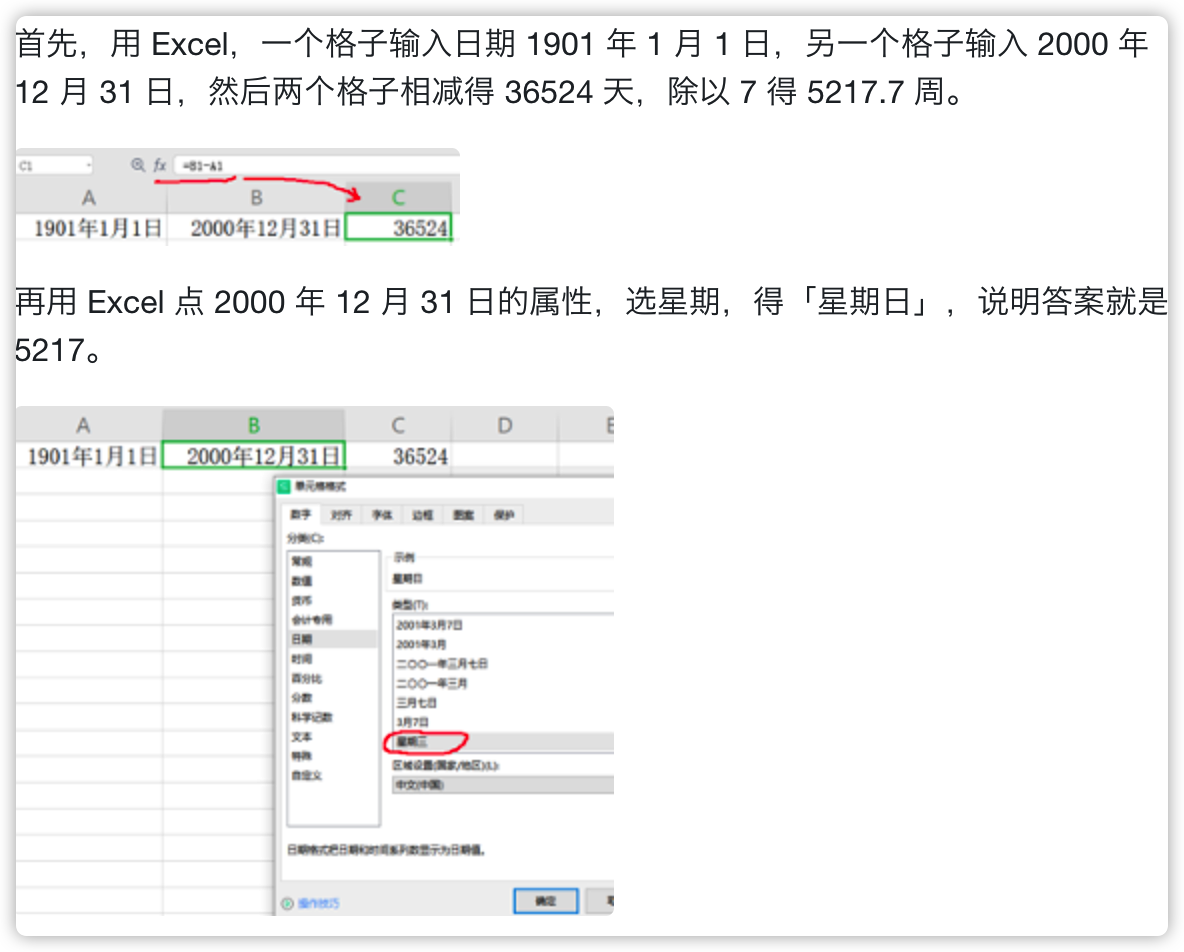 首先，用 Excel，一个格子输入日期 1901 年 1 月 1 日，另一个格子输入 2000 年
12 月 31 日，然后两个格子相减得 36524 天，除以 7 得 5217.7 周。
C1 fx =B1-A1
A B C
1901年1月1日 2000年12月31日 36524
再用 Excel 点 2000 年 12 月 31 日的属性，选星期，得「星期日」，说明答案就是
5217。
A B C D E
1901年1月1日 2000年12月31日 36524
单元格格式
数字 对齐 字体 边框 图案 保护
分类(C):
常规
数值
货币
会计专用
日期
时间
百分比
分数
科学记数
文本
特殊
自定义
示例
星期日
类型(T):
2001年3月7日
2001年3月
二〇〇一年三月七日
二〇〇一年三月
三月七日
3月7日
星期三
区域设置(国家/地区)(L):
中文(中国)
日期格式把日期和时间系列数显示为日期值。
操作技巧 确定